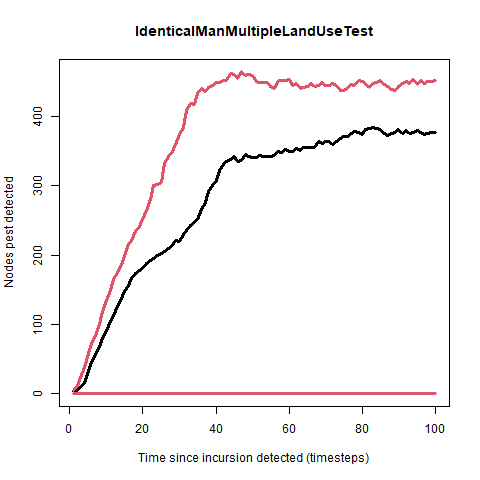 IdenticalManMultipleLandUseTest
Nodes pest detected
400
300
200
100
0
0 20 40 60 80 100
Time since incursion detected (timesteps)